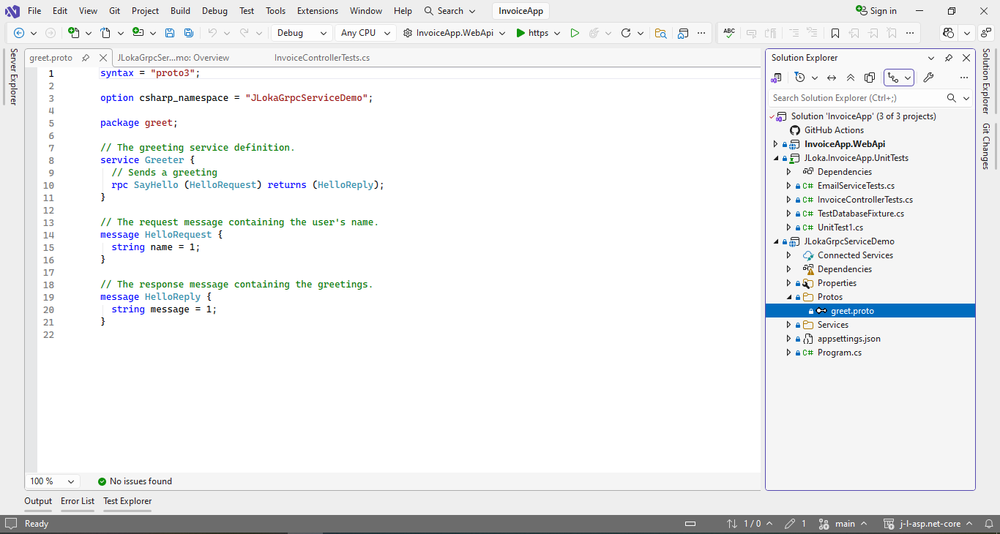 File Edit View Git Project Build Debug Test Tools Extensions Window Help Search InvoiceApp Sign in
Debug Any CPU InvoiceApp.WebApi https ABC
Server Explorer
greet.proto JLokaGrpcSer...mo: Overview InvoiceControllerTests.cs
1 syntax = "proto3";
2
3 option csharp_namespace = "JLokaGrpcServiceDemo";
4
5 package greet;
6
7 // The greeting service definition.
8 service Greeter {
9 // Sends a greeting
10 rpc SayHello (HelloRequest) returns (HelloReply);
11 }
12
13 // The request message containing the user's name.
14 message HelloRequest {
15 string name = 1;
16 }
17
18 // The response message containing the greetings.
19 message HelloReply {
20 string message = 1;
21 }
22
100 % No issues found
Solution Explorer
Search Solution Explorer (Ctrl+;)
Solution 'InvoiceApp' (3 of 3 projects)
GitHub Actions
InvoiceApp.WebApi
JLoka.InvoiceApp.UnitTests
Dependencies
C# EmailServiceTests.cs
C# InvoiceControllerTests.cs
C# TestDatabaseFixture.cs
C# UnitTest1.cs
JLokaGrpcServiceDemo
Connected Services
Dependencies
Properties
Protos
greet.proto
Services
appsettings.json
C# Program.cs
Solution Explorer
Git Changes
Output Error List Test Explorer
Ready 1 / 0 1 main j-l-asp.net-core